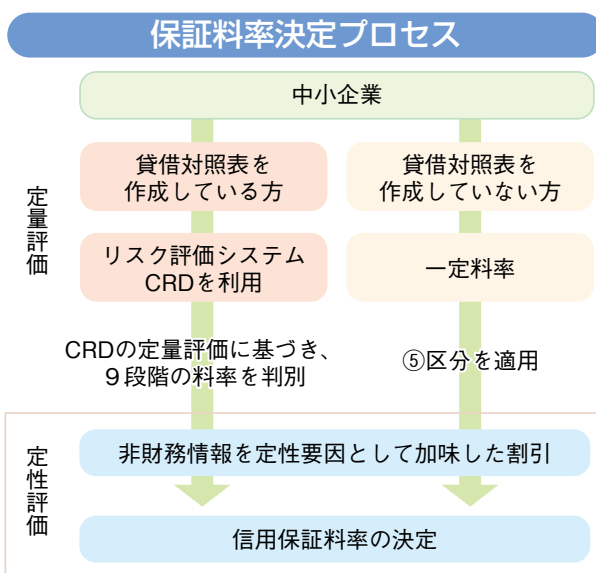 保証料率決定プロセス
中小企業
定量評価
貸借対照表を
作成している方
貸借対照表を
作成していない方
リスク評価システム
CRDを利用
一定料率
CRDの定量評価に基づき、
９段階の料率を判別
⑤区分を適用
定性評価
非財務情報を定性要因として加味した割引
信用保証料率の決定